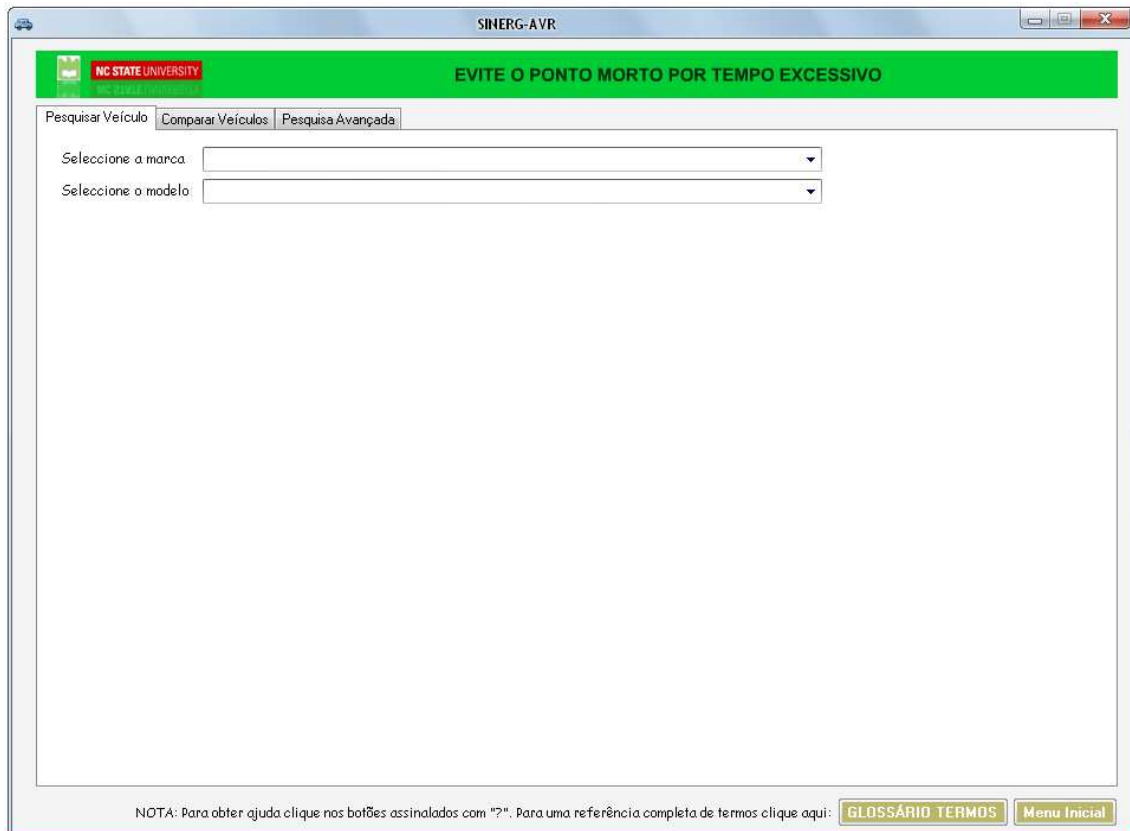 SINERG-AVR
NC STATE UNIVERSITY
EVITE O PONTO MORTO POR TEMPO EXCESSIVO
Pesquisar Veículo Comparar Veículos Pesquisa Avançada
Seleccione a marca
Seleccione o modelo
NOTA: Para obter ajuda clique nos botões assinalados com "?". Para uma referência completa de termos clique aqui: GLOSSÁRIO TERMOS Menu Inicial